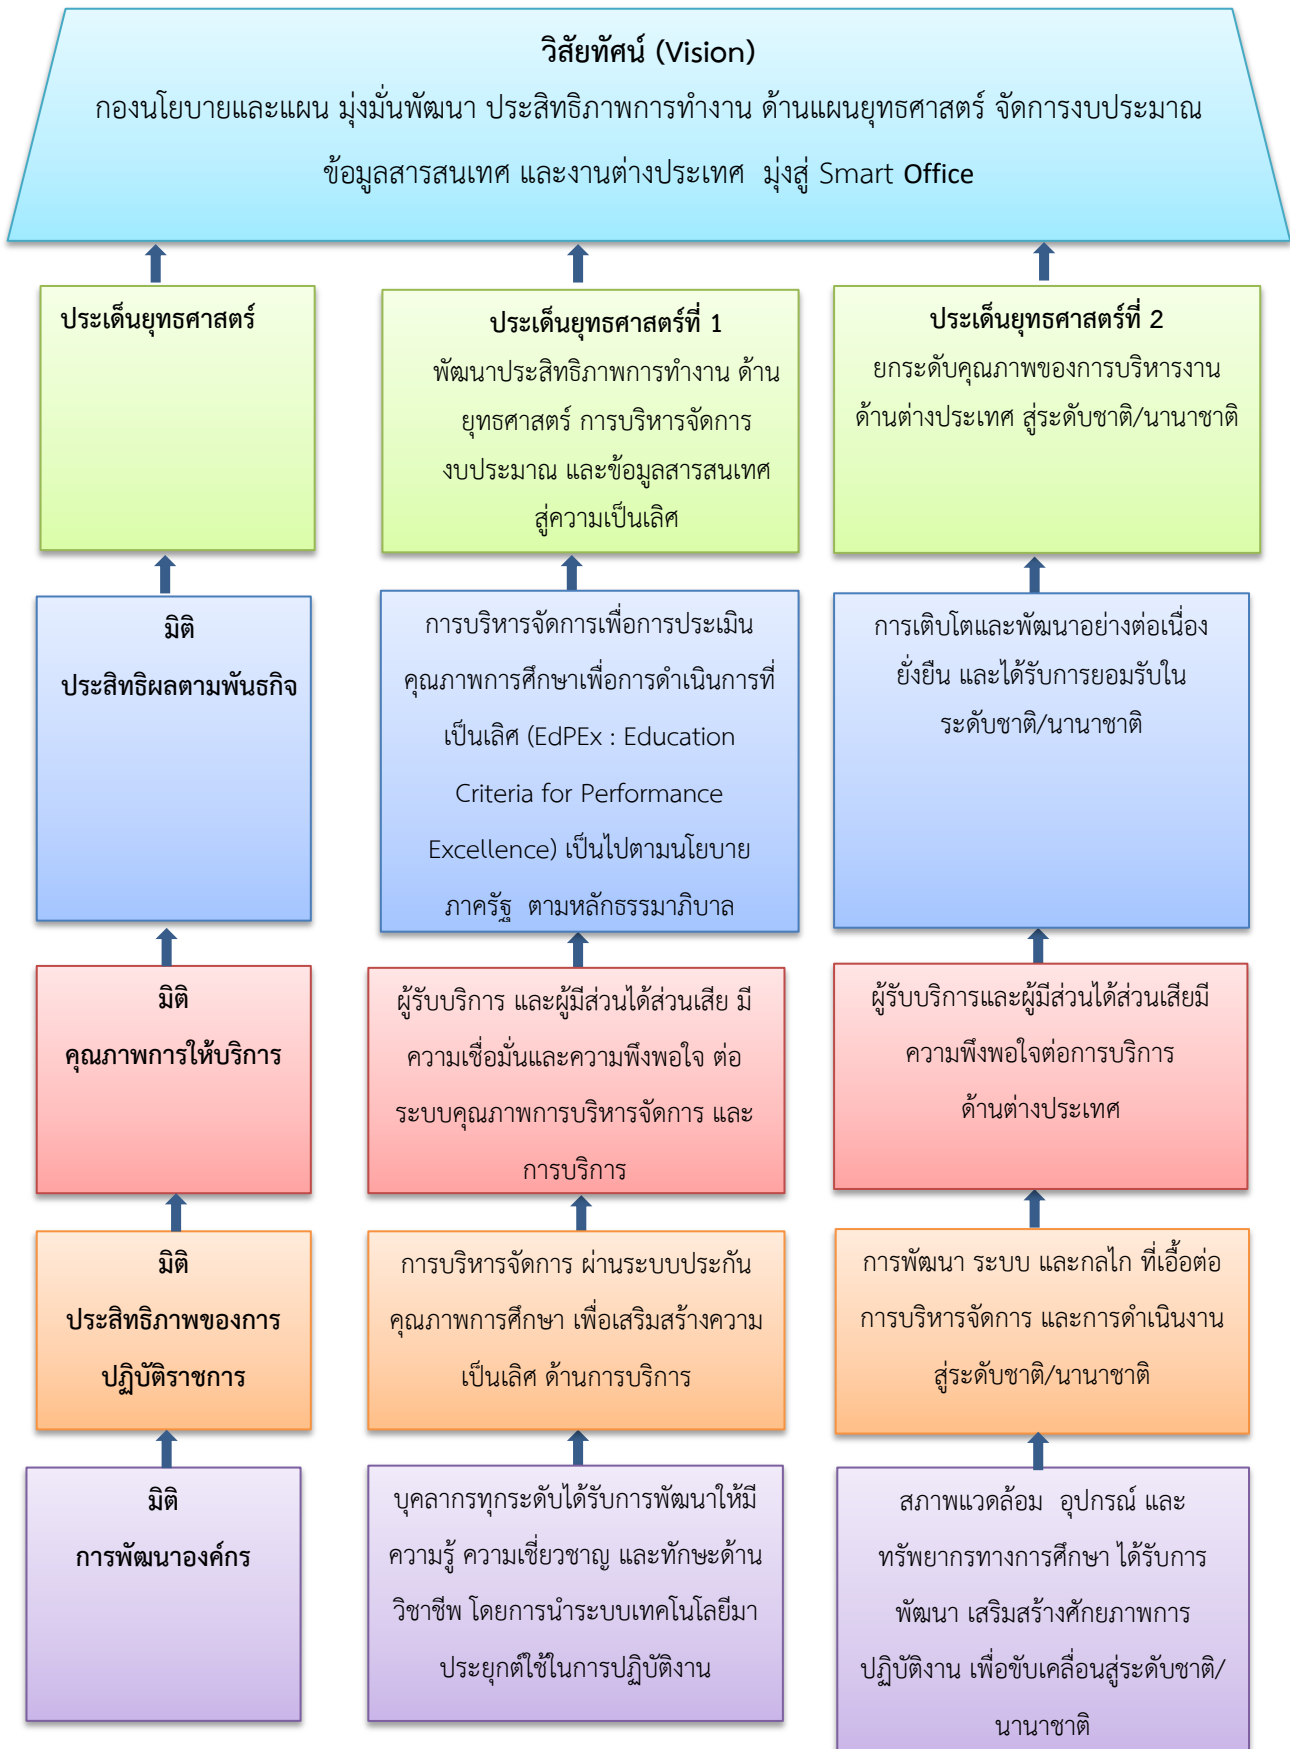 วิสัยทัศน์ (Vision)
กองนโยบายและแผน มุ่งมั่นพัฒนา ประสิทธิภาพการทำงาน ด้านแผนยุทธศาสตร์ จัดการงบประมาณ
ข้อมูลสารสนเทศ และงานต่างประเทศ มุ่งสู่ Smart Office
ประเด็นยุทธศาสตร์
ประเด็นยุทธศาสตร์ที่ 1
พัฒนาประสิทธิภาพการทำงาน ด้าน
ยุทธศาสตร์ การบริหารจัดการ
งบประมาณ และข้อมูลสารสนเทศ
สู่ความเป็นเลิศ
ประเด็นยุทธศาสตร์ที่ 2
ยกระดับคุณภาพของการบริหารงาน
ด้านต่างประเทศ สู่ระดับชาติ/นานาชาติ
มิติ
ประสิทธิผลตามพันธกิจ
การบริหารจัดการเพื่อการประเมิน
คุณภาพการศึกษาเพื่อการดำเนินการที่
เป็นเลิศ (EdPEx : Education
Criteria for Performance
Excellence) เป็นไปตามนโยบาย
ภาครัฐ ตามหลักธรรมาภิบาล
การเติบโตและพัฒนาอย่างต่อเนื่อง
ยั่งยืน และได้รับการยอมรับใน
ระดับชาติ/นานาชาติ
มิติ
คุณภาพการให้บริการ
ผู้รับบริการ และผู้มีส่วนได้ส่วนเสีย มี
ความเชื่อมั่นและความพึงพอใจ ต่อ
ระบบคุณภาพการบริหารจัดการ และ
การบริการ
ผู้รับบริการและผู้มีส่วนได้ส่วนเสียมี
ความพึงพอใจต่อการบริการ
ด้านต่างประเทศ
มิติ
ประสิทธิภาพของการ
ปฏิบัติราชการ
การบริหารจัดการ ผ่านระบบประกัน
คุณภาพการศึกษา เพื่อเสริมสร้างความ
เป็นเลิศ ด้านการบริการ
การพัฒนา ระบบ และกลไก ที่เอื้อต่อ
การบริหารจัดการ และการดำเนินงาน
สู่ระดับชาติ/นานาชาติ
มิติ
การพัฒนาองค์กร
บุคลากรทุกระดับได้รับการพัฒนาให้มี
ความรู้ ความเชี่ยวชาญ และทักษะด้าน
วิชาชีพ โดยการนำระบบเทคโนโลยีมา
ประยุกต์ใช้ในการปฏิบัติงาน
สภาพแวดล้อม อุปกรณ์ และ
ทรัพยากรทางการศึกษา ได้รับการ
พัฒนา เสริมสร้างศักยภาพการ
ปฏิบัติงาน เพื่อขับเคลื่อนสู่ระดับชาติ/
นานาชาติ